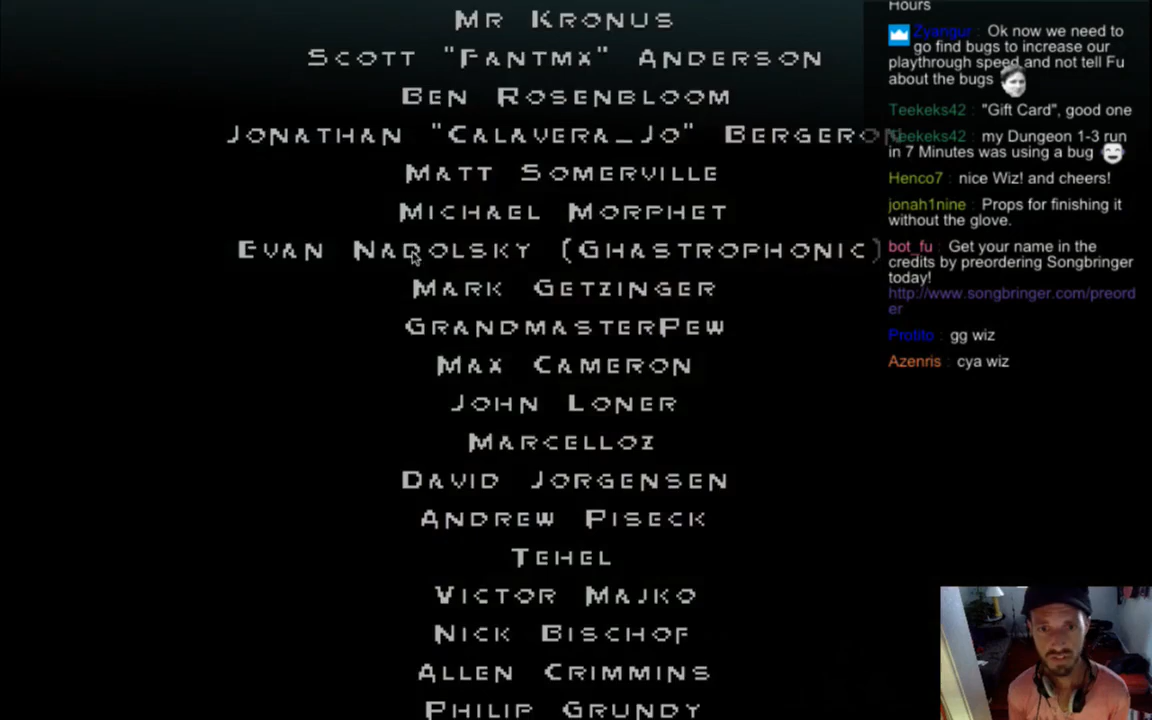 Mr Kronus
Scott "Fantmx" Anderson
Ben Rosenbloom
Jonathan "Calavera_Jo" Bergeron
Matt Somerville
Michael Morphet
Evan Nadolsky (Ghastrophonic)
Mark Getzinger
GrandmasterPew
Max Cameron
John Loner
Marcelloz
David Jorgensen
Andrew Piseck
Tehel
Victor Majko
Nick Bischof
Allen Crimmins
Philip Grundy
Hours
Zyangur : Ok now we need to
go find bugs to increase our
playthrough speed and not tell Fu
about the bugs
Teekeks42 : "Gift Card", good one
Teekeks42 : my Dungeon 1-3 run
in 7 Minutes was using a bug
Henco7 : nice Wiz! and cheers!
jonah1nine : Props for finishing it
without the glove.
bot_fu : Get your name in the
credits by preordering Songbringer
today!
http://www.songbringer.com/preord
er
Protito : gg wiz
Azenris : cya wiz